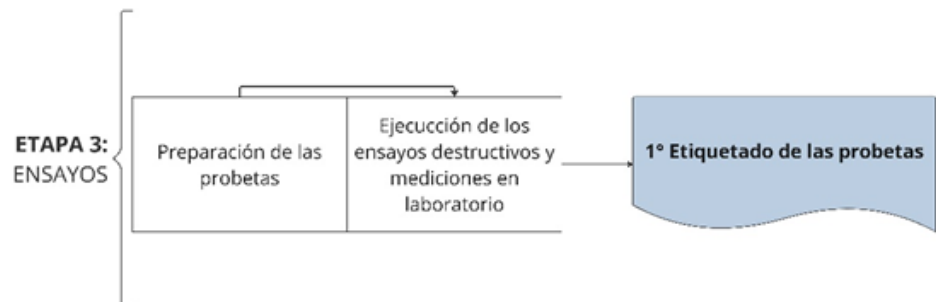 ETAPA 3:
ENSAYOS
Preparación de las
probetas
Ejecucción de los
ensayos destructivos y
mediciones en
laboratorio
1° Etiquetado de las probetas